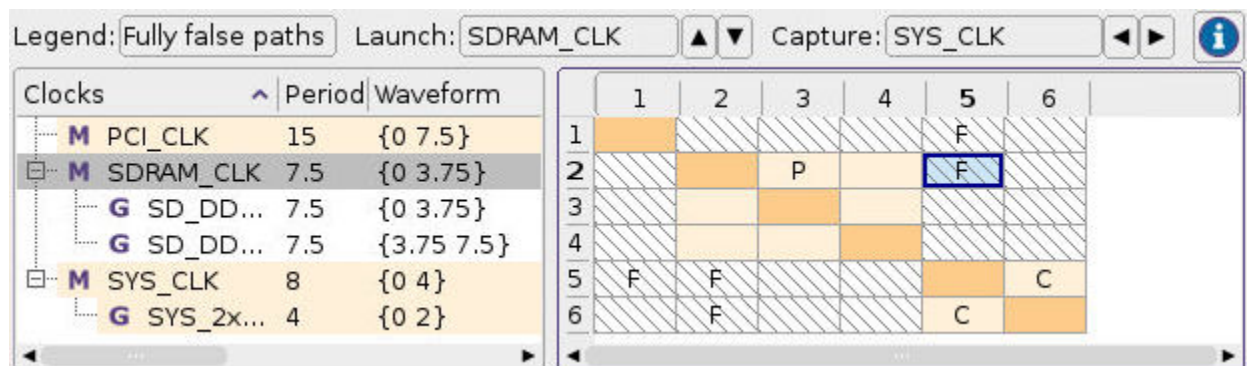 Legend: Fully false paths Launch: SDRAM_CLK ▲ ▼ Capture: SYS_CLK ◄ ► i
Clocks Period Waveform 1 2 3 4 5 6
M PCI_CLK 15 {0 7.5} 1 F
M SDRAM_CLK 7.5 {0 3.75} 2 P F
G SD_DD... 7.5 {0 3.75} 3
G SD_DD... 7.5 {3.75 7.5} 4
M SYS_CLK 8 {0 4} 5 F F C
G SYS_2x... 4 {0 2} 6 F C